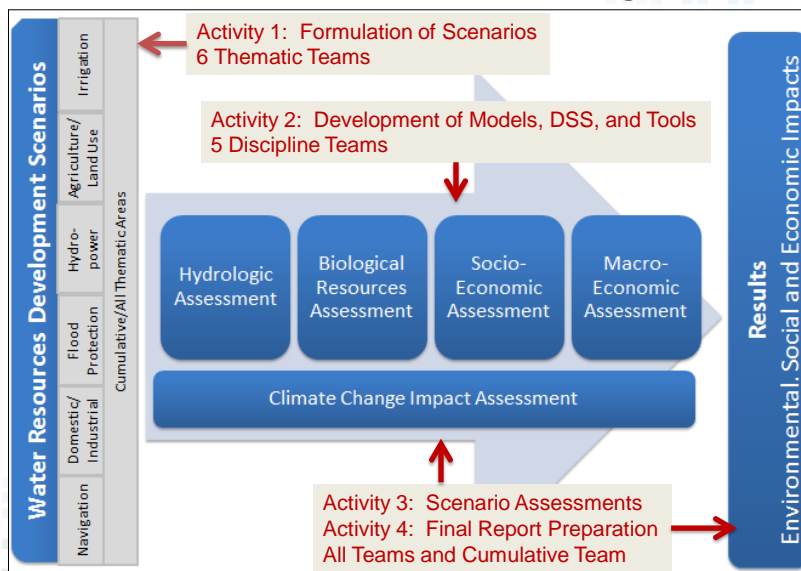 Water Resources Development Scenarios
Irrigation
Agriculture/
Land Use
Hydro-
power
Flood
Protection
Domestic/
Industrial
Navigation
Cumulative/All Thematic Areas
Activity 1:  Formulation of Scenarios
6 Thematic Teams
Activity 2:  Development of Models, DSS, and Tools
5 Discipline Teams
Hydrologic
Assessment
Biological
Resources
Assessment
Socio-
Economic
Assessment
Macro-
Economic
Assessment
Climate Change Impact Assessment
Activity 3:  Scenario Assessments
Activity 4:  Final Report Preparation
All Teams and Cumulative Team
Results
Environmental. Social and Economic Impacts